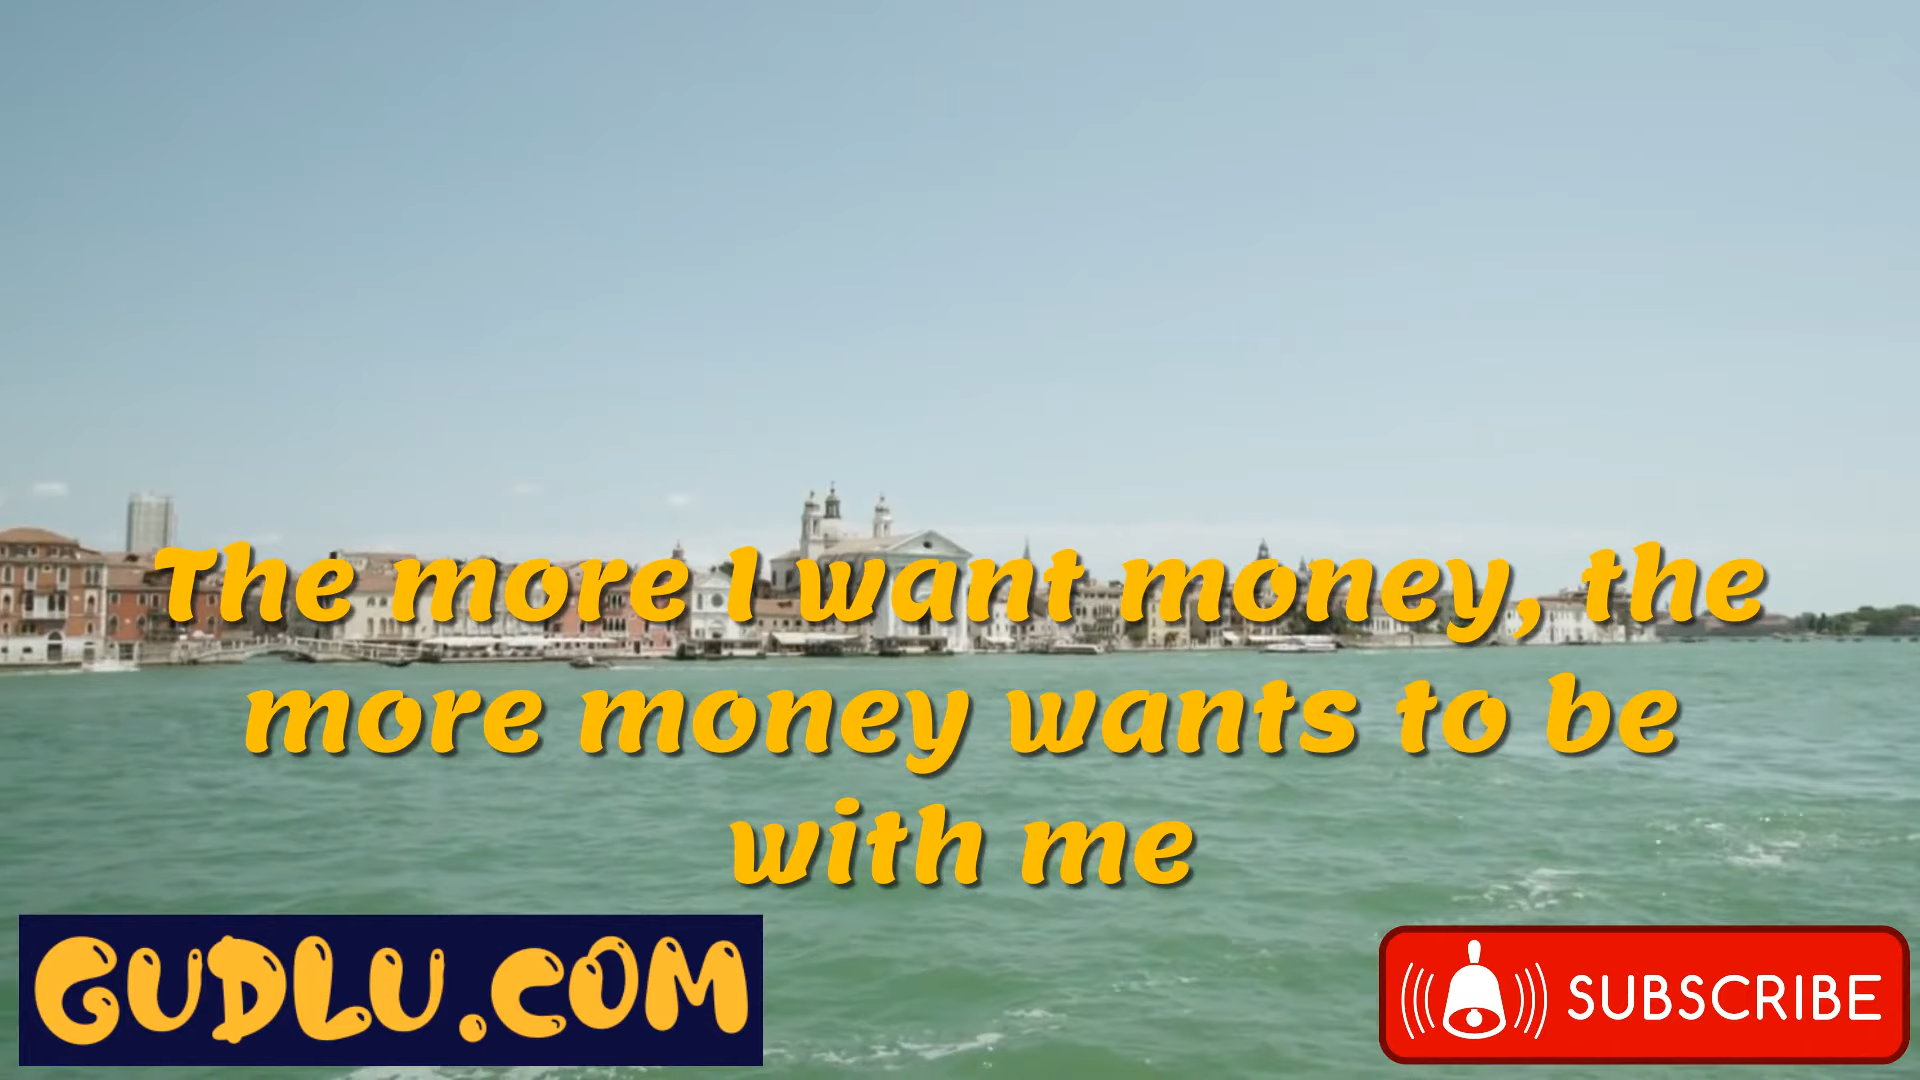 The more I want money, the
more money wants to be
with me
GUDLU.COM
SUBSCRIBE